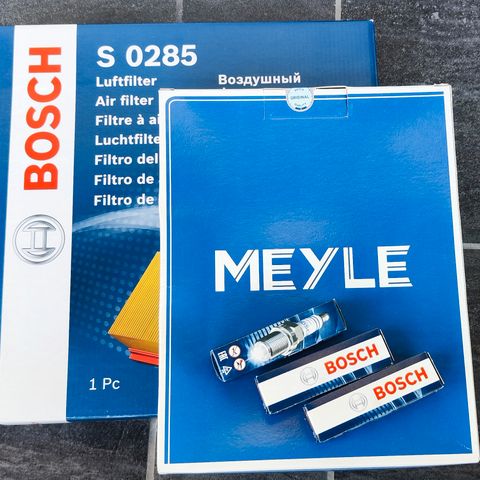 BOSCH
S 0285
Luftfilter
Воздушный
Air filter
Filtre à ai
Luchtfilte
Filtro del
Filtro de
Filtro de
1 Pc
ORIGINAL
MEYLE
BOSCH
BOSCH